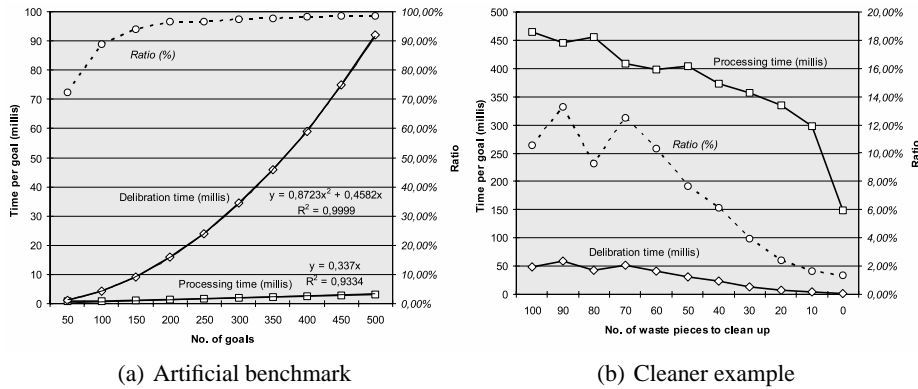 100
90
80
70
60
50
40
30
20
10
0
Time per goal (millis)
100,00%
90,00%
80,00%
70,00%
60,00%
50,00%
40,00%
30,00%
20,00%
10,00%
0,00%
Ratio
Ratio (%)
Delibration time (millis)
y = 0,8723x² + 0,4582x
R² = 0,9999
y = 0,337x
R² = 0,9334
Processing time (millis)
50 100 150 200 250 300 350 400 450 500
No. of goals
(a) Artificial benchmark
500
450
400
350
300
250
200
150
100
50
0
Time per goal (millis)
20,00%
18,00%
16,00%
14,00%
12,00%
10,00%
8,00%
6,00%
4,00%
2,00%
0,00%
Ratio
Processing time (millis)
Ratio (%)
Delibration time (millis)
100 90 80 70 60 50 40 30 20 10 0
No. of waste pieces to clean up
(b) Cleaner example